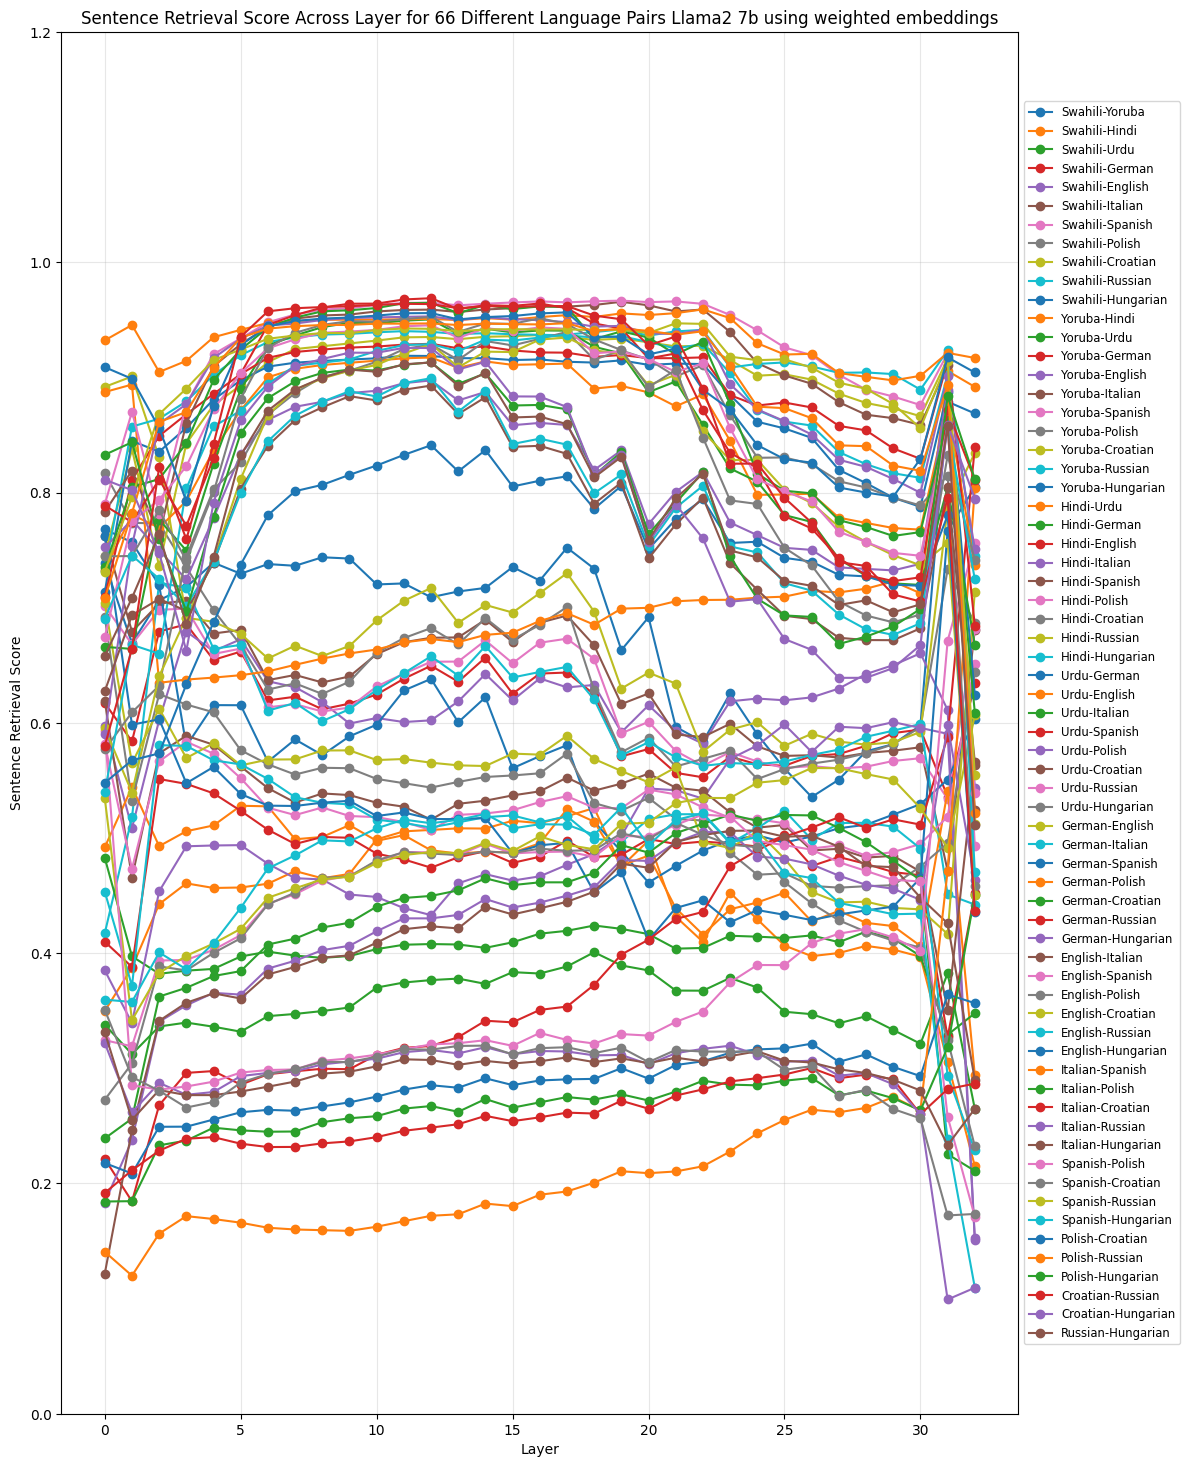 Sentence Retrieval Score Across Layer for 66 Different Language Pairs Llama2 7b using weighted embeddings
Sentence Retrieval Score
1.2
1.0
0.8
0.6
0.4
0.2
0.0
0 5 10 15 20 25 30
Layer
Swahili-Yoruba
Swahili-Hindi
Swahili-Urdu
Swahili-German
Swahili-English
Swahili-Italian
Swahili-Spanish
Swahili-Polish
Swahili-Croatian
Swahili-Russian
Swahili-Hungarian
Yoruba-Hindi
Yoruba-Urdu
Yoruba-German
Yoruba-English
Yoruba-Italian
Yoruba-Spanish
Yoruba-Polish
Yoruba-Croatian
Yoruba-Russian
Yoruba-Hungarian
Hindi-Urdu
Hindi-German
Hindi-English
Hindi-Italian
Hindi-Spanish
Hindi-Polish
Hindi-Croatian
Hindi-Russian
Hindi-Hungarian
Urdu-German
Urdu-English
Urdu-Italian
Urdu-Spanish
Urdu-Polish
Urdu-Croatian
Urdu-Russian
Urdu-Hungarian
German-English
German-Italian
German-Spanish
German-Polish
German-Croatian
German-Russian
German-Hungarian
English-Italian
English-Spanish
English-Polish
English-Croatian
English-Russian
English-Hungarian
Italian-Spanish
Italian-Polish
Italian-Croatian
Italian-Russian
Italian-Hungarian
Spanish-Polish
Spanish-Croatian
Spanish-Russian
Spanish-Hungarian
Polish-Croatian
Polish-Russian
Polish-Hungarian
Croatian-Russian
Croatian-Hungarian
Russian-Hungarian